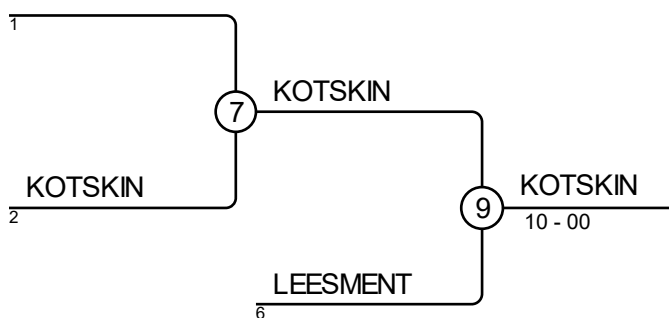 1
KOTSKIN
7
KOTSKIN
2
KOTSKIN
9
10 - 00
LEESMENT
6